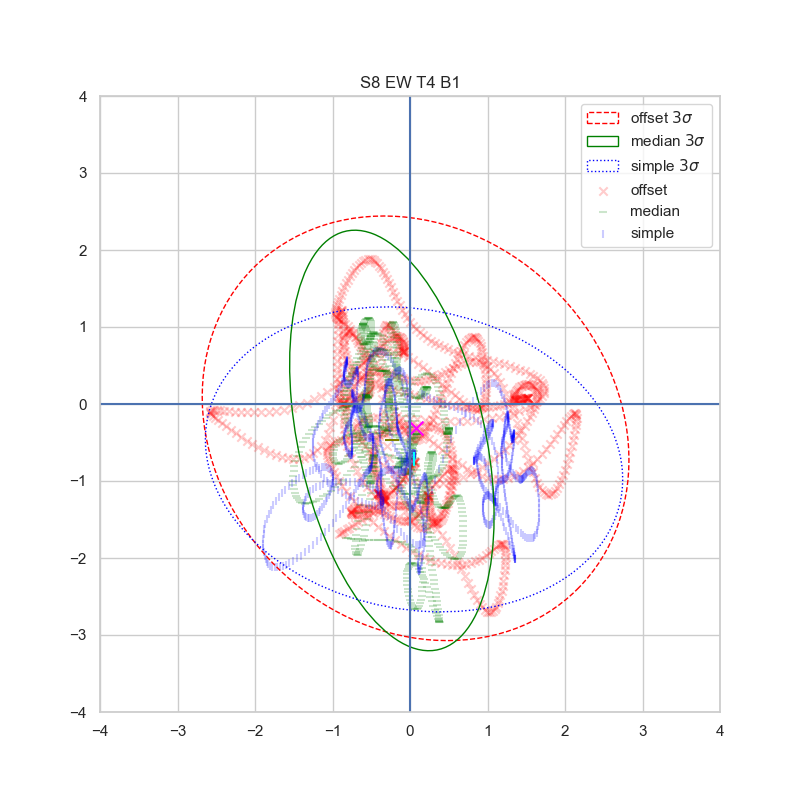 S8 EW T4 B1
offset 3σ
median 3σ
simple 3σ
offset
median
simple
4
3
2
1
0
−1
−2
−3
−4
−4 −3 −2 −1 0 1 2 3 4